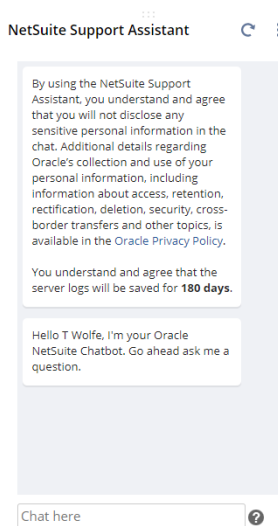 NetSuite Support Assistant
By using the NetSuite Support
Assistant, you understand and agree
that you will not disclose any
sensitive personal information in the
chat. Additional details regarding
Oracle's collection and use of your
personal information, including
information about access, retention,
rectification, deletion, security, cross-
border transfers and other topics, is
available in the Oracle Privacy Policy.
You understand and agree that the
server logs will be saved for 180 days.
Hello T Wolfe, I'm your Oracle
NetSuite Chatbot. Go ahead ask me a
question.
Chat here
?